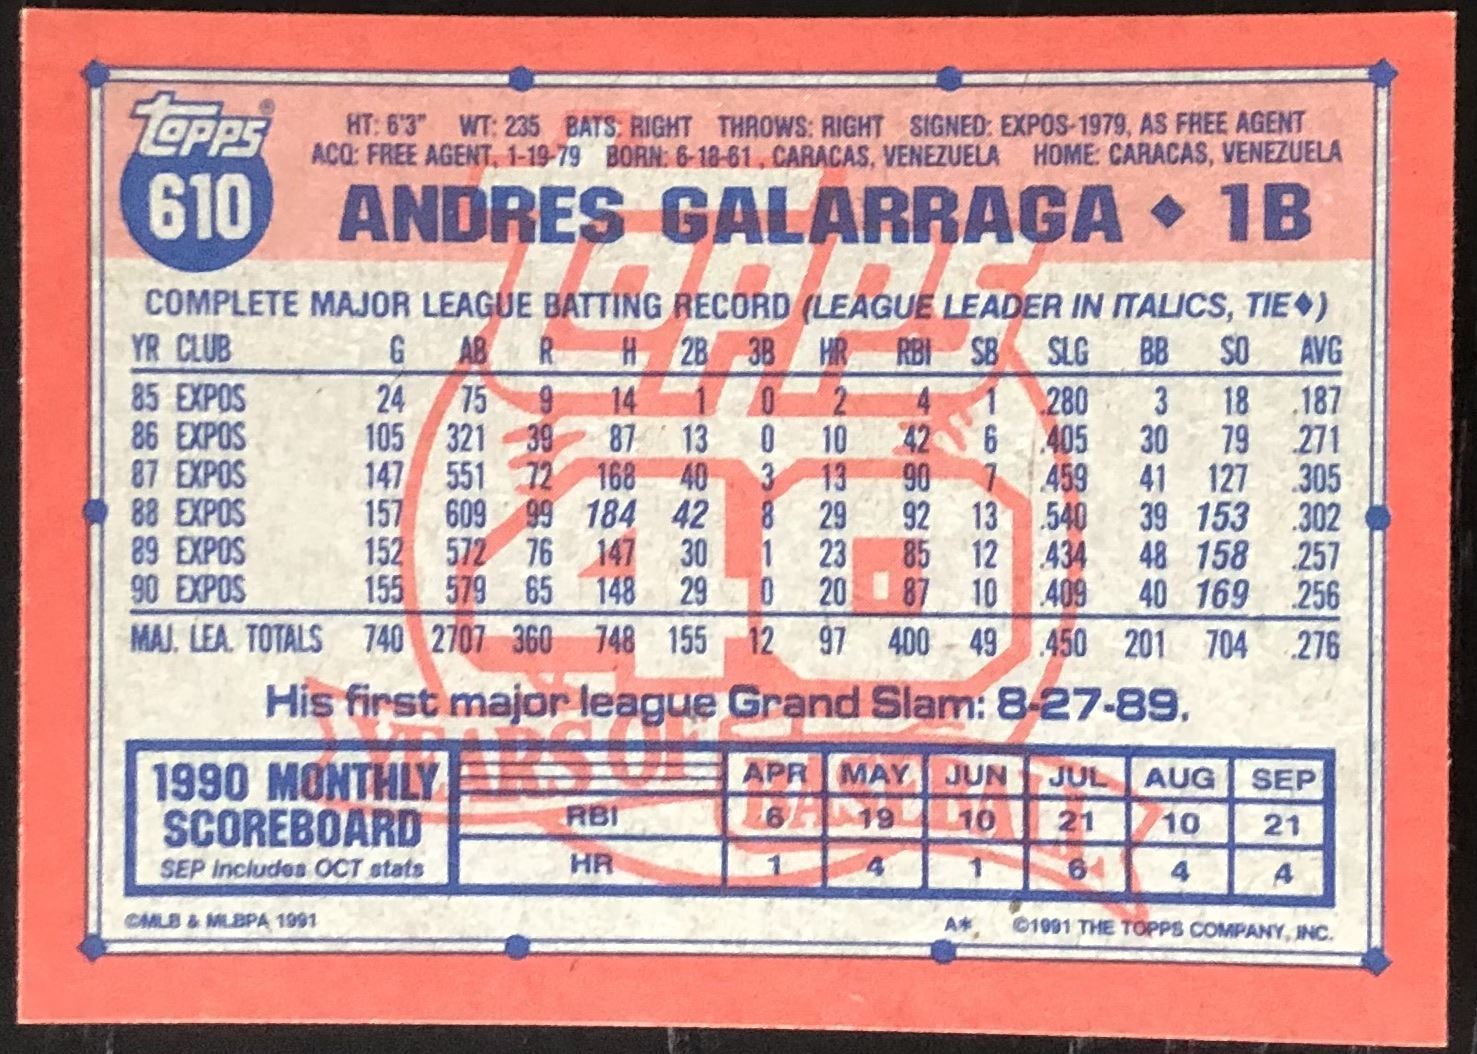 topps®
610
HT: 6'3" WT: 235 BATS: RIGHT THROWS: RIGHT SIGNED: EXPOS-1979, AS FREE AGENT
ACQ: FREE AGENT, 1-19-79 BORN: 6-18-61, CARACAS, VENEZUELA HOME: CARACAS, VENEZUELA
ANDRES GALARRAGA ◆ 1B
COMPLETE MAJOR LEAGUE BATTING RECORD (LEAGUE LEADER IN ITALICS, TIE◆)
YR CLUB G AB R H 2B 3B HR RBI SB SLG BB SO AVG
85 EXPOS 24 75 9 14 1 0 2 4 1 .280 3 18 .187
86 EXPOS 105 321 39 87 13 0 10 42 6 .405 30 79 .271
87 EXPOS 147 551 72 168 40 3 13 90 7 .459 41 127 .305
88 EXPOS 157 609 99 184 42 8 29 92 13 .540 39 153 .302
89 EXPOS 152 572 76 147 30 1 23 85 12 .434 48 158 .257
90 EXPOS 155 579 65 148 29 0 20 87 10 .409 40 169 .256
MAJ. LEA. TOTALS 740 2707 360 748 155 12 97 400 49 .450 201 704 .276
His first major league Grand Slam: 8-27-89.
1990 MONTHLY
SCOREBOARD
SEP includes OCT stats
APR MAY JUN JUL AUG SEP
RBI 6 19 10 21 10 21
HR 1 4 1 6 4 4
©MLB & MLBPA 1991
A* ©1991 THE TOPPS COMPANY, INC.
TOPPS
40
YEARS OF
BASEBALL